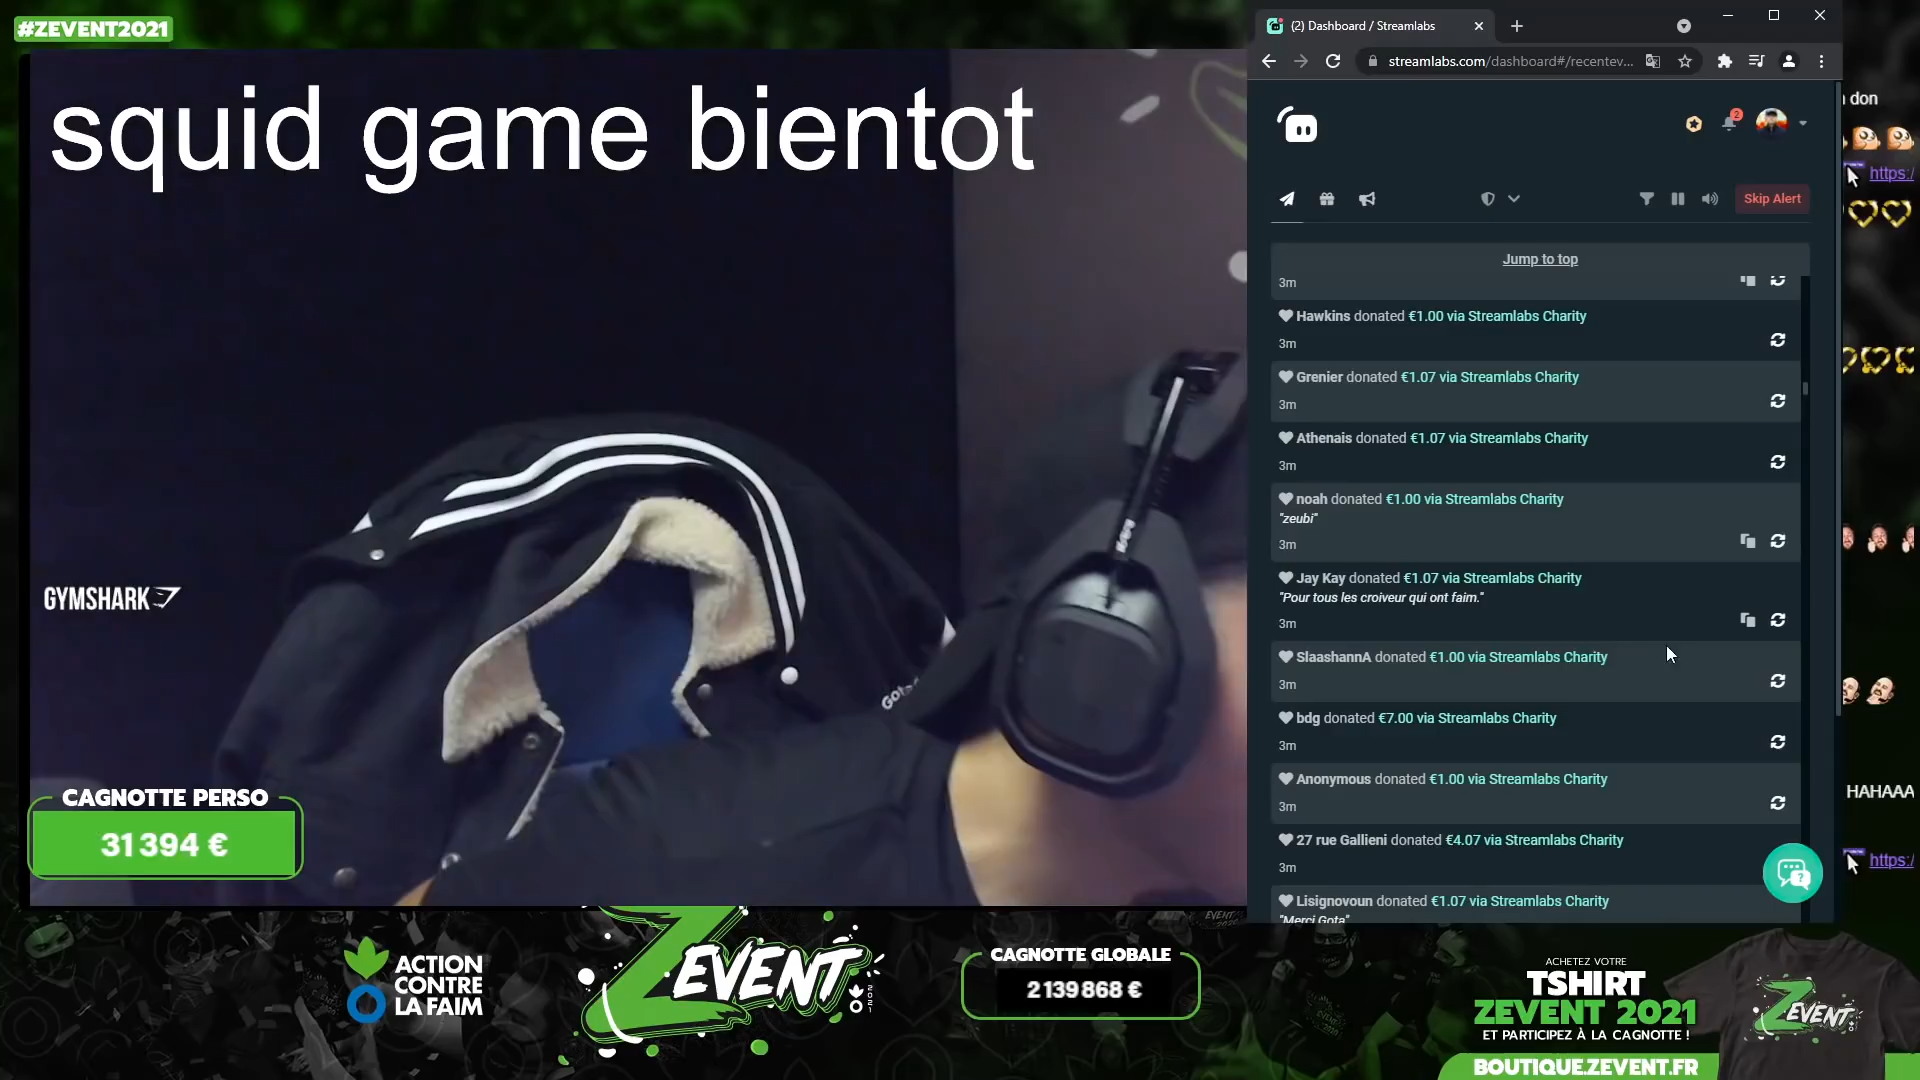 #ZEVENT2021
squid game bientot
GYMSHARK
Gota
CAGNOTTE PERSO
31 394 €
ACTION
CONTRE
LA FAIM
ZEVENT
2021
CAGNOTTE GLOBALE
2 139 868 €
ACHETEZ VOTRE
TSHIRT
ZEVENT 2021
ET PARTICIPEZ À LA CAGNOTTE !
BOUTIQUE.ZEVENT.FR
ZEVENT
(2) Dashboard / Streamlabs
streamlabs.com/dashboard#/recentev...
2
Skip Alert
Jump to top
3m
Hawkins donated €1.00 via Streamlabs Charity
3m
Grenier donated €1.07 via Streamlabs Charity
3m
Athenais donated €1.07 via Streamlabs Charity
3m
noah donated €1.00 via Streamlabs Charity
"zeubi"
3m
Jay Kay donated €1.07 via Streamlabs Charity
"Pour tous les croiveur qui ont faim."
3m
SlaashannA donated €1.00 via Streamlabs Charity
3m
bdg donated €7.00 via Streamlabs Charity
3m
Anonymous donated €1.00 via Streamlabs Charity
3m
27 rue Gallieni donated €4.07 via Streamlabs Charity
3m
Lisignovoun donated €1.07 via Streamlabs Charity
"Merci Gota"
don
https:/
HAHAAA
https:/